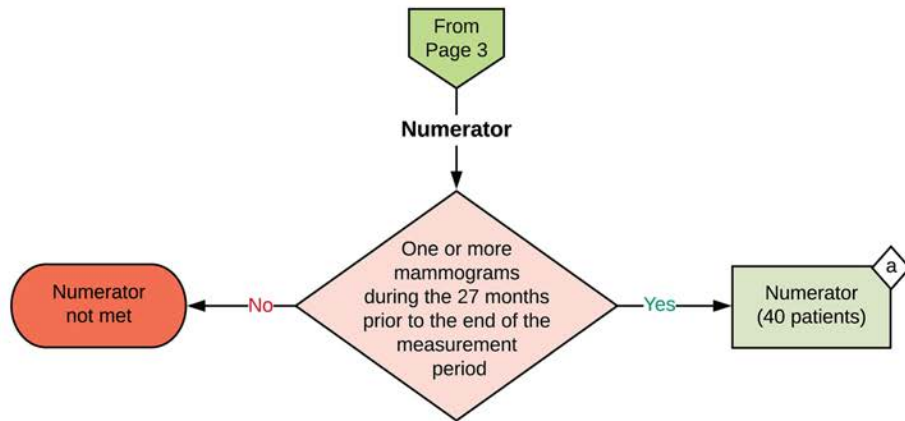 From
Page 3
Numerator
One or more
mammograms
during the 27 months
prior to the end of the
measurement
period
Numerator
not met
No
Yes
Numerator
(40 patients)
a